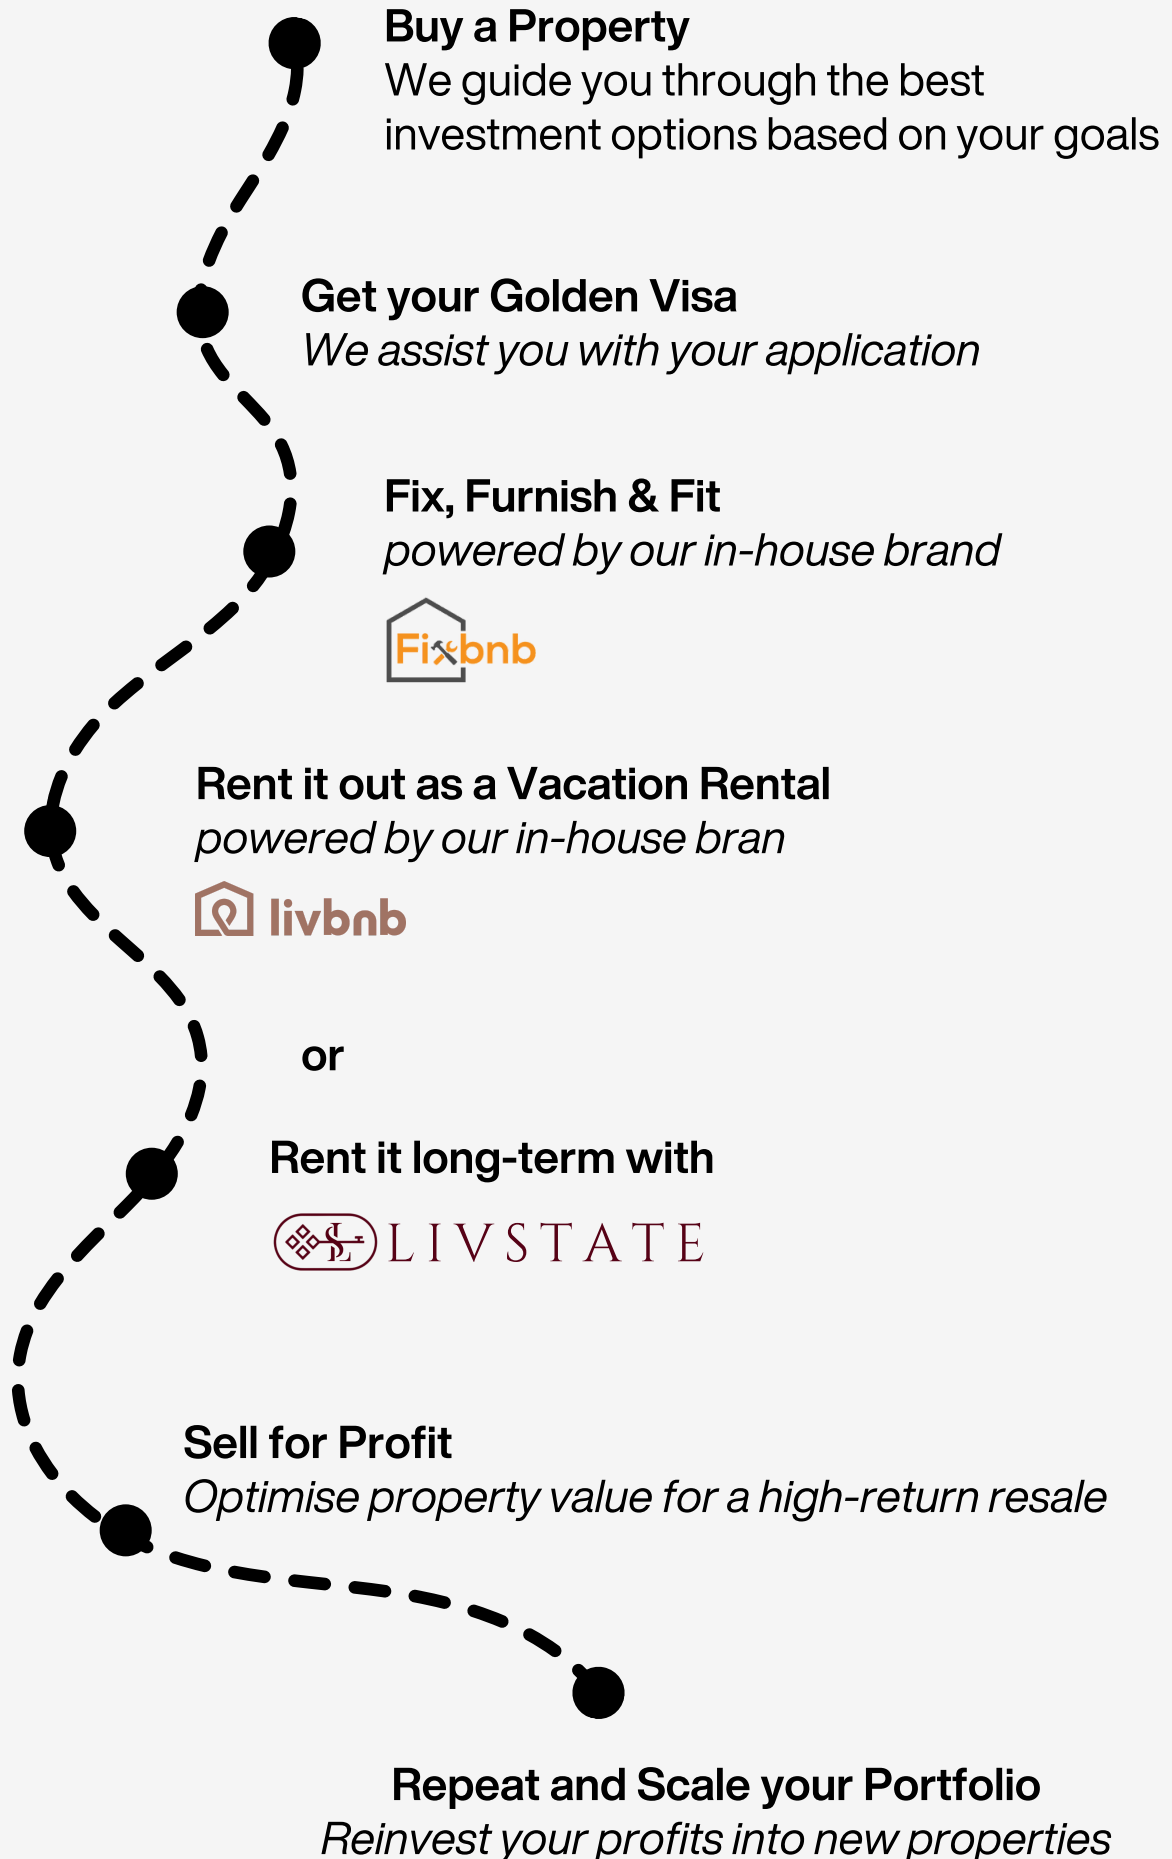 Buy a Property
We guide you through the best
investment options based on your goals
Get your Golden Visa
We assist you with your application
Fix, Furnish & Fit
powered by our in-house brand
Fixbnb
Rent it out as a Vacation Rental
powered by our in-house bran
livbnb
or
Rent it long-term with
LIVSTATE
Sell for Profit
Optimise property value for a high-return resale
Repeat and Scale your Portfolio
Reinvest your profits into new properties